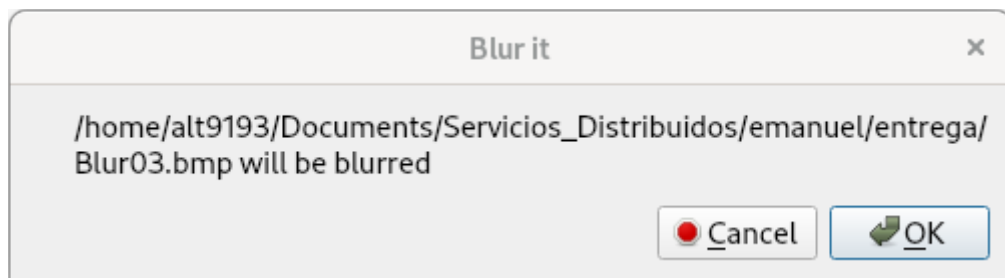 Blur it
/home/alt9193/Documents/Servicios_Distribuidos/emanuel/entrega/
Blur03.bmp will be blurred
Cancel
OK